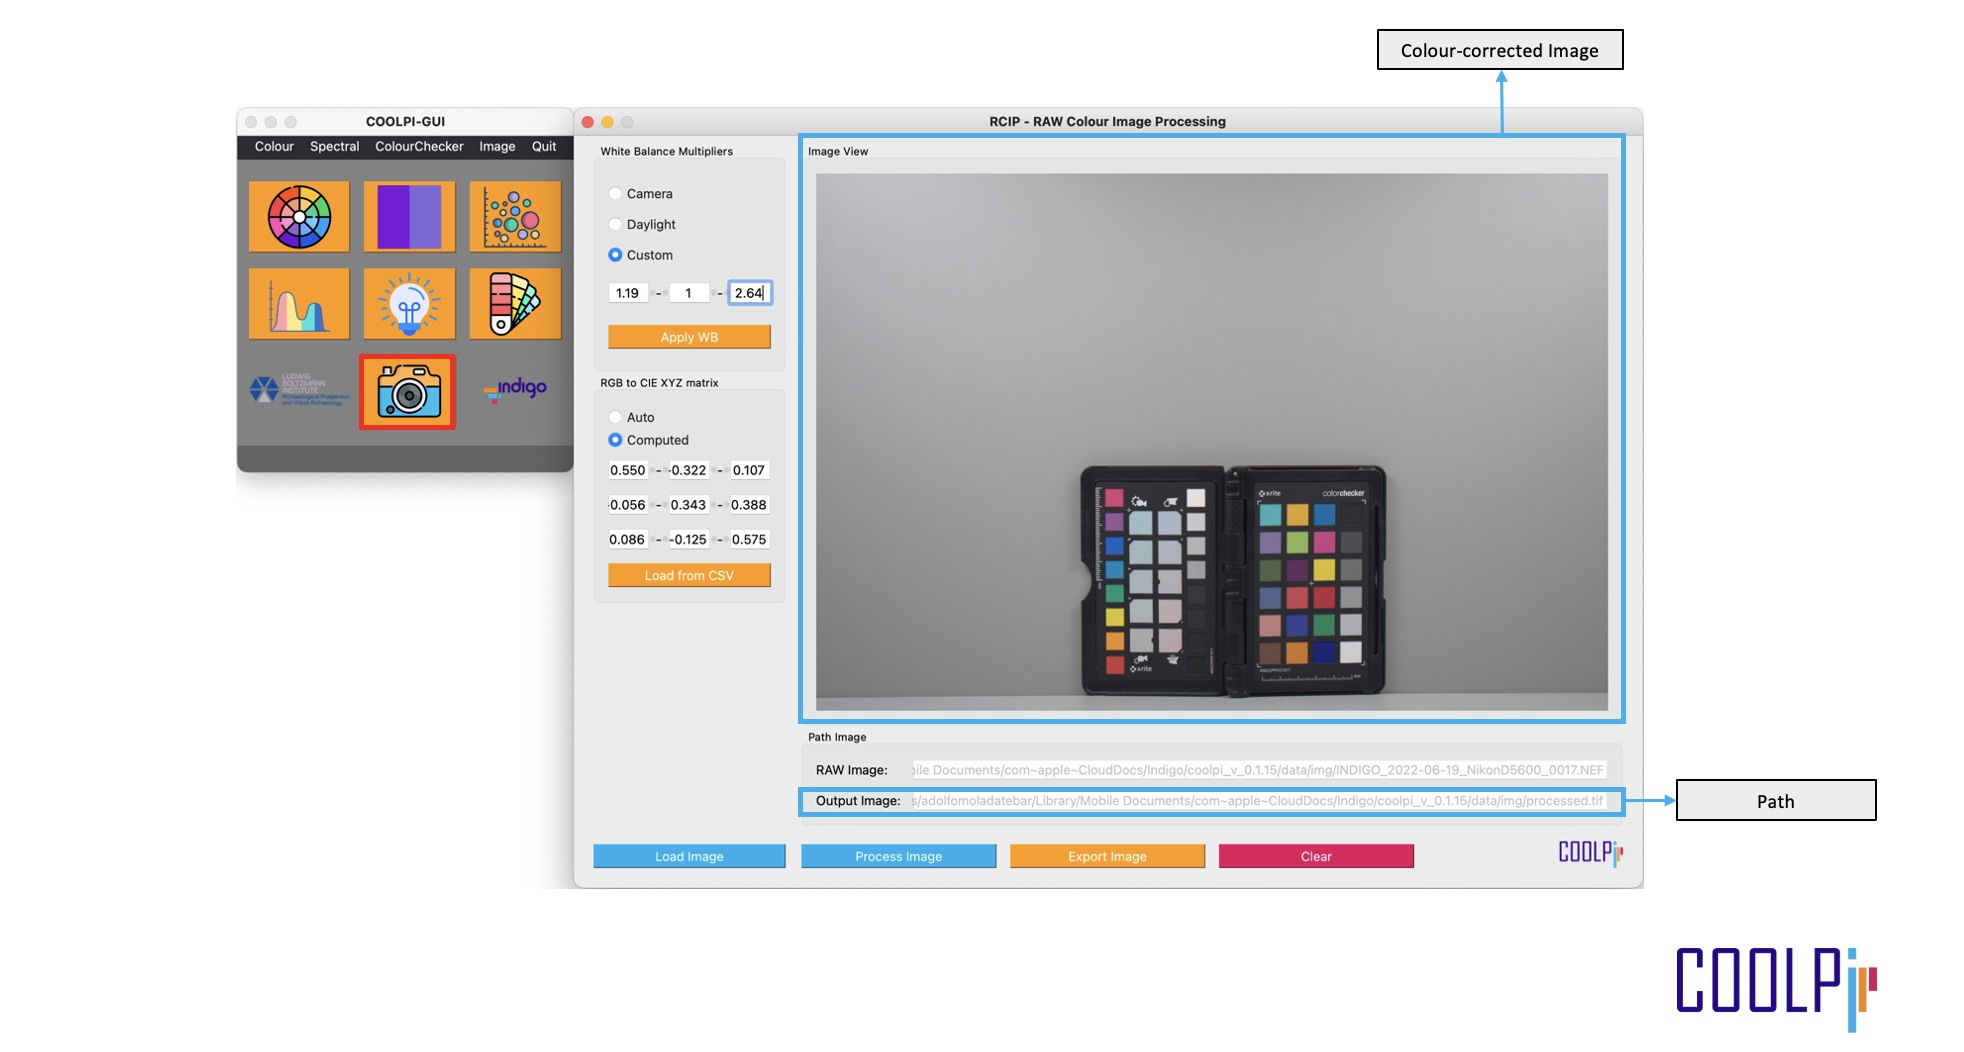 Colour-corrected Image
COOLPI-GUI
Colour Spectral ColourChecker Image Quit
LUDWIG
BOLTZMANN
INSTITUTE
Archaeological Prospection
and Virtual Archaeology
indigo
RCIP - RAW Colour Image Processing
White Balance Multipliers
Camera
Daylight
Custom
1.19 - 1 - 2.64
Apply WB
RGB to CIE XYZ matrix
Auto
Computed
0.550 - 0.322 - 0.107
0.056 - 0.343 - 0.388
0.086 - -0.125 - 0.575
Load from CSV
Image View
x-rite
x-rite colorchecker
Path Image
RAW Image: ile Documents/com~apple~CloudDocs/Indigo/coolpi_v_0.1.15/data/img/INDIGO_2022-06-19_NikonD5600_0017.NEF
Output Image: s/adolfomoladatebar/Library/Mobile Documents/com~apple~CloudDocs/Indigo/coolpi_v_0.1.15/data/img/processed.tif
Path
Load Image Process Image Export Image Clear
COOLPi
COOLPi